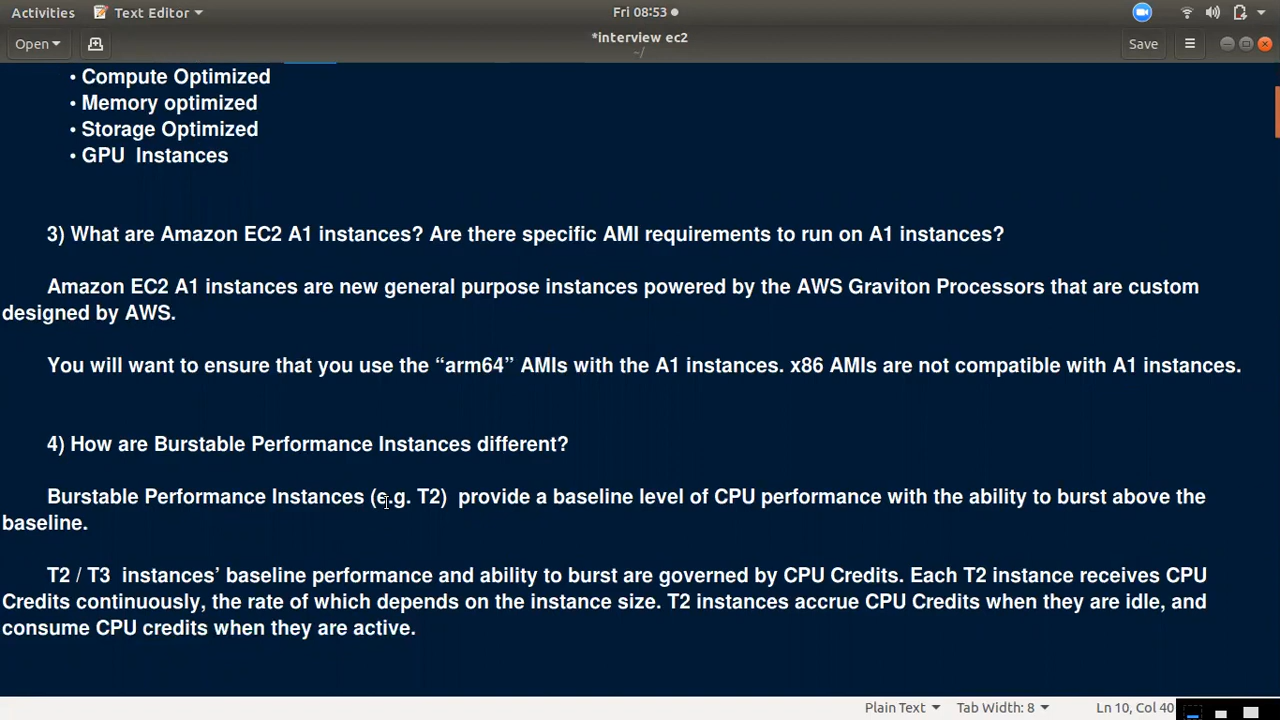 Activities
Text Editor
Fri 08:53
Open
*interview ec2
~/
Save
• Compute Optimized
• Memory optimized
• Storage Optimized
• GPU  Instances
3) What are Amazon EC2 A1 instances? Are there specific AMI requirements to run on A1 instances?
Amazon EC2 A1 instances are new general purpose instances powered by the AWS Graviton Processors that are custom
designed by AWS.
You will want to ensure that you use the “arm64” AMIs with the A1 instances. x86 AMIs are not compatible with A1 instances.
4) How are Burstable Performance Instances different?
Burstable Performance Instances (e.g. T2)  provide a baseline level of CPU performance with the ability to burst above the
baseline.
T2 / T3  instances’ baseline performance and ability to burst are governed by CPU Credits. Each T2 instance receives CPU
Credits continuously, the rate of which depends on the instance size. T2 instances accrue CPU Credits when they are idle, and
consume CPU credits when they are active.
Plain Text
Tab Width: 8
Ln 10, Col 40